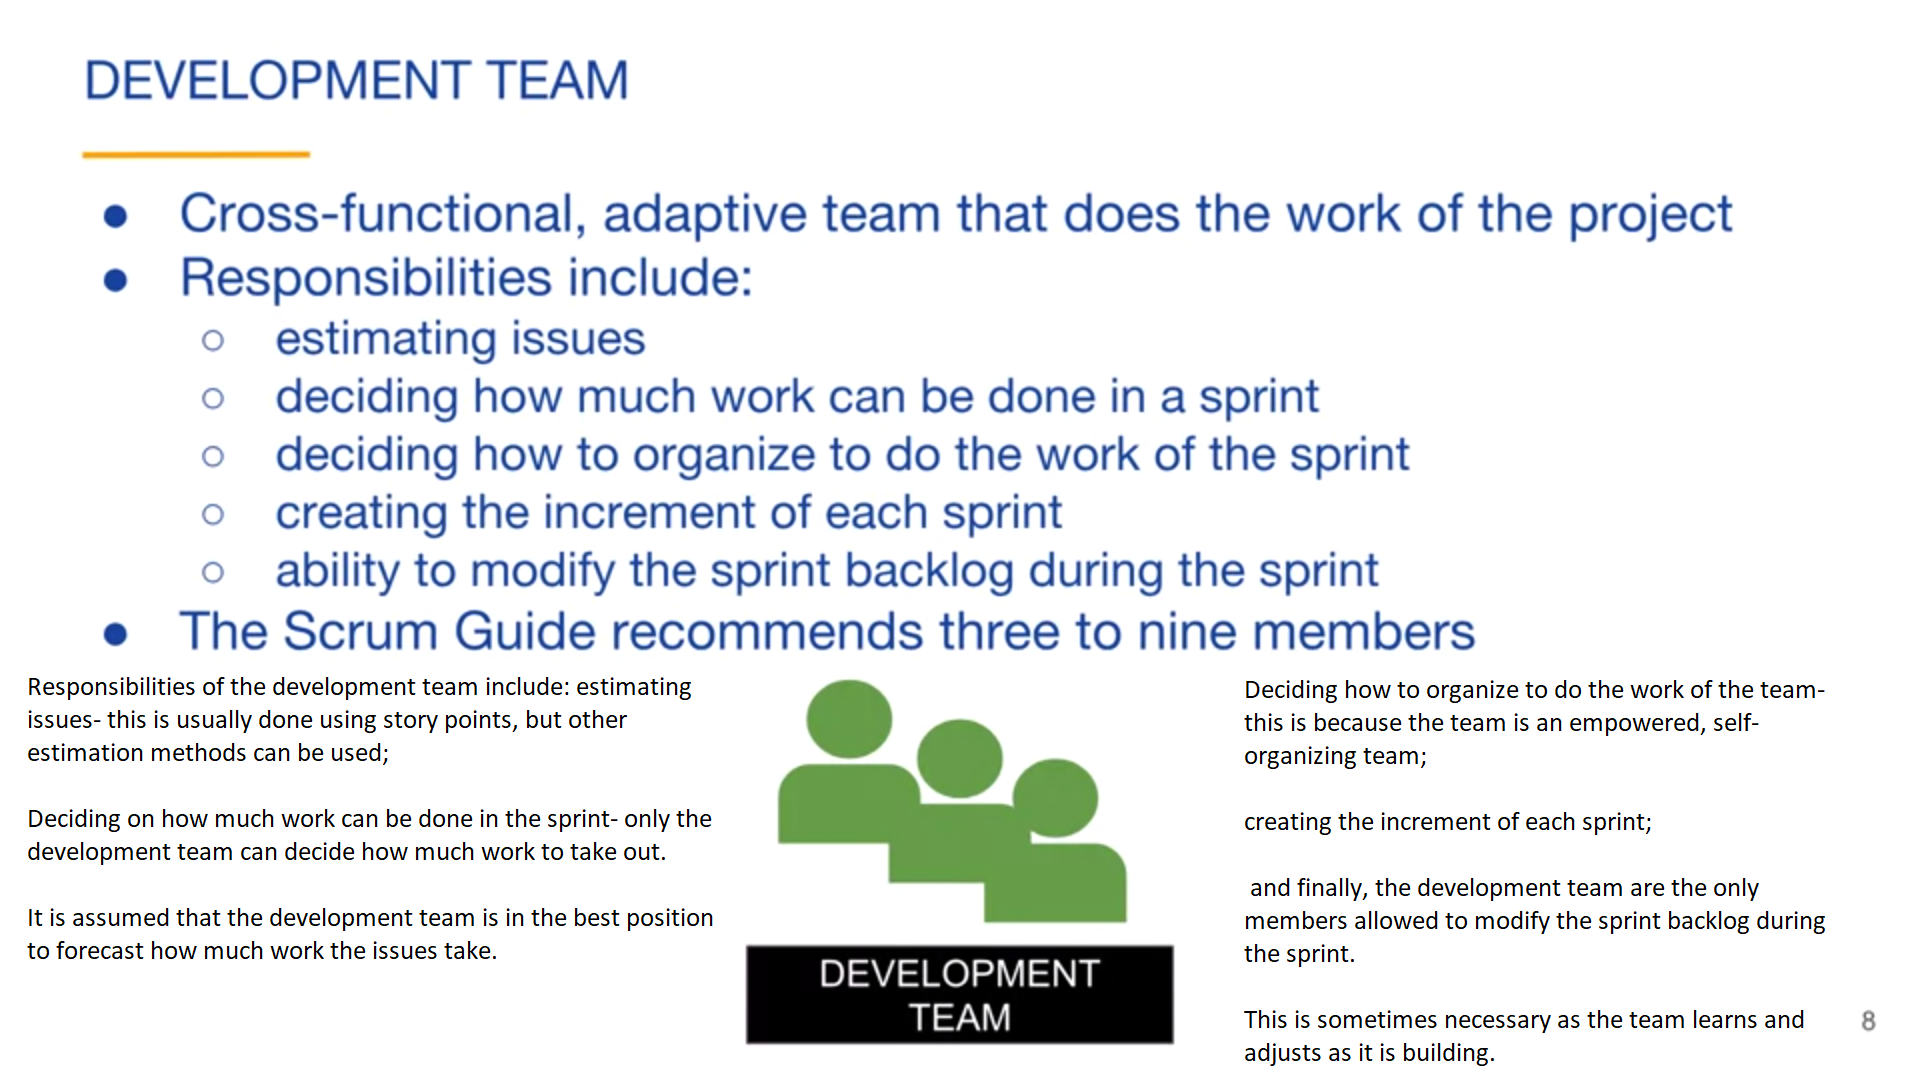 DEVELOPMENT TEAM
● Cross-functional, adaptive team that does the work of the project
● Responsibilities include:
○ estimating issues
○ deciding how much work can be done in a sprint
○ deciding how to organize to do the work of the sprint
○ creating the increment of each sprint
○ ability to modify the sprint backlog during the sprint
● The Scrum Guide recommends three to nine members
Responsibilities of the development team include: estimating
issues- this is usually done using story points, but other
estimation methods can be used;
Deciding on how much work can be done in the sprint- only the
development team can decide how much work to take out.
It is assumed that the development team is in the best position
to forecast how much work the issues take.
DEVELOPMENT
TEAM
Deciding how to organize to do the work of the team-
this is because the team is an empowered, self-
organizing team;
creating the increment of each sprint;
and finally, the development team are the only
members allowed to modify the sprint backlog during
the sprint.
This is sometimes necessary as the team learns and
adjusts as it is building.
8